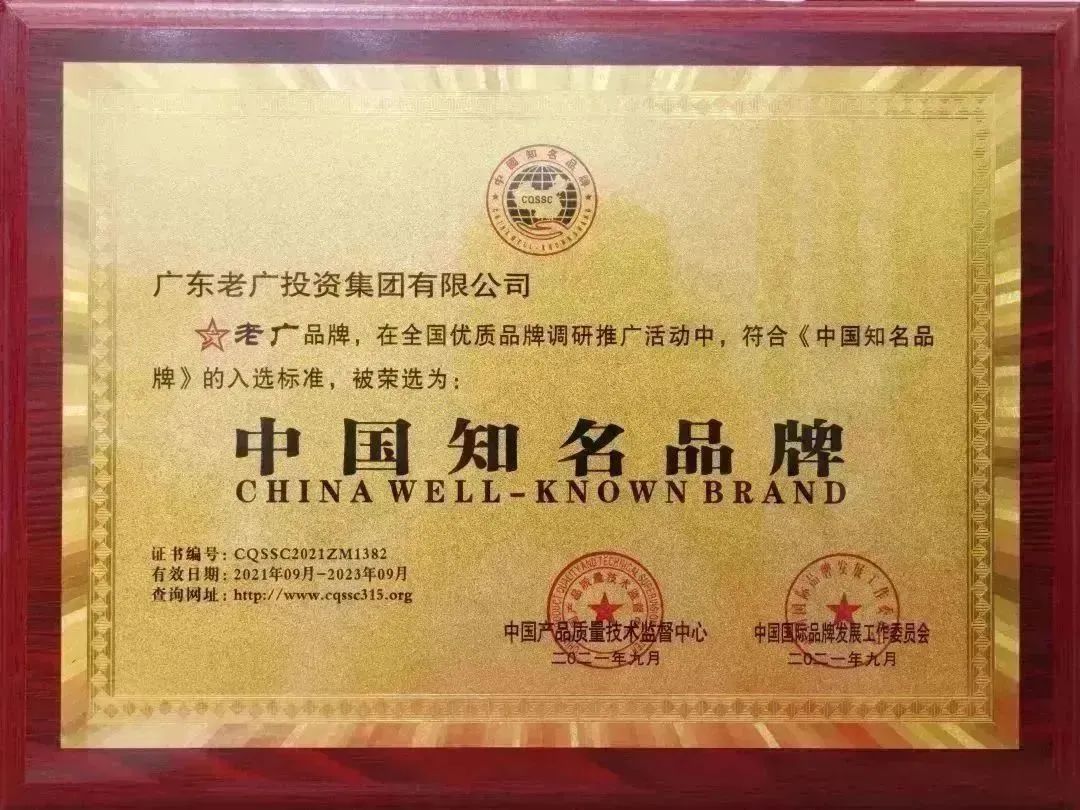 中國知名品牌
CQSSC
CHINA WELL-KNOWN BRAND
广东老广投资集团有限公司
老广品牌，在全国优质品牌调研推广活动中，符合《中国知名品
牌》的入选标准，被荣选为：
中国知名品牌
CHINA WELL-KNOWN BRAND
证书编号：CQSSC2021ZM1382
有效日期：2021年09月-2023年09月
查询网址：http://www.cqssc315.org
中国产品质量技术监督中心
二〇二一年九月
中国国际品牌发展工作委员会
二〇二一年九月